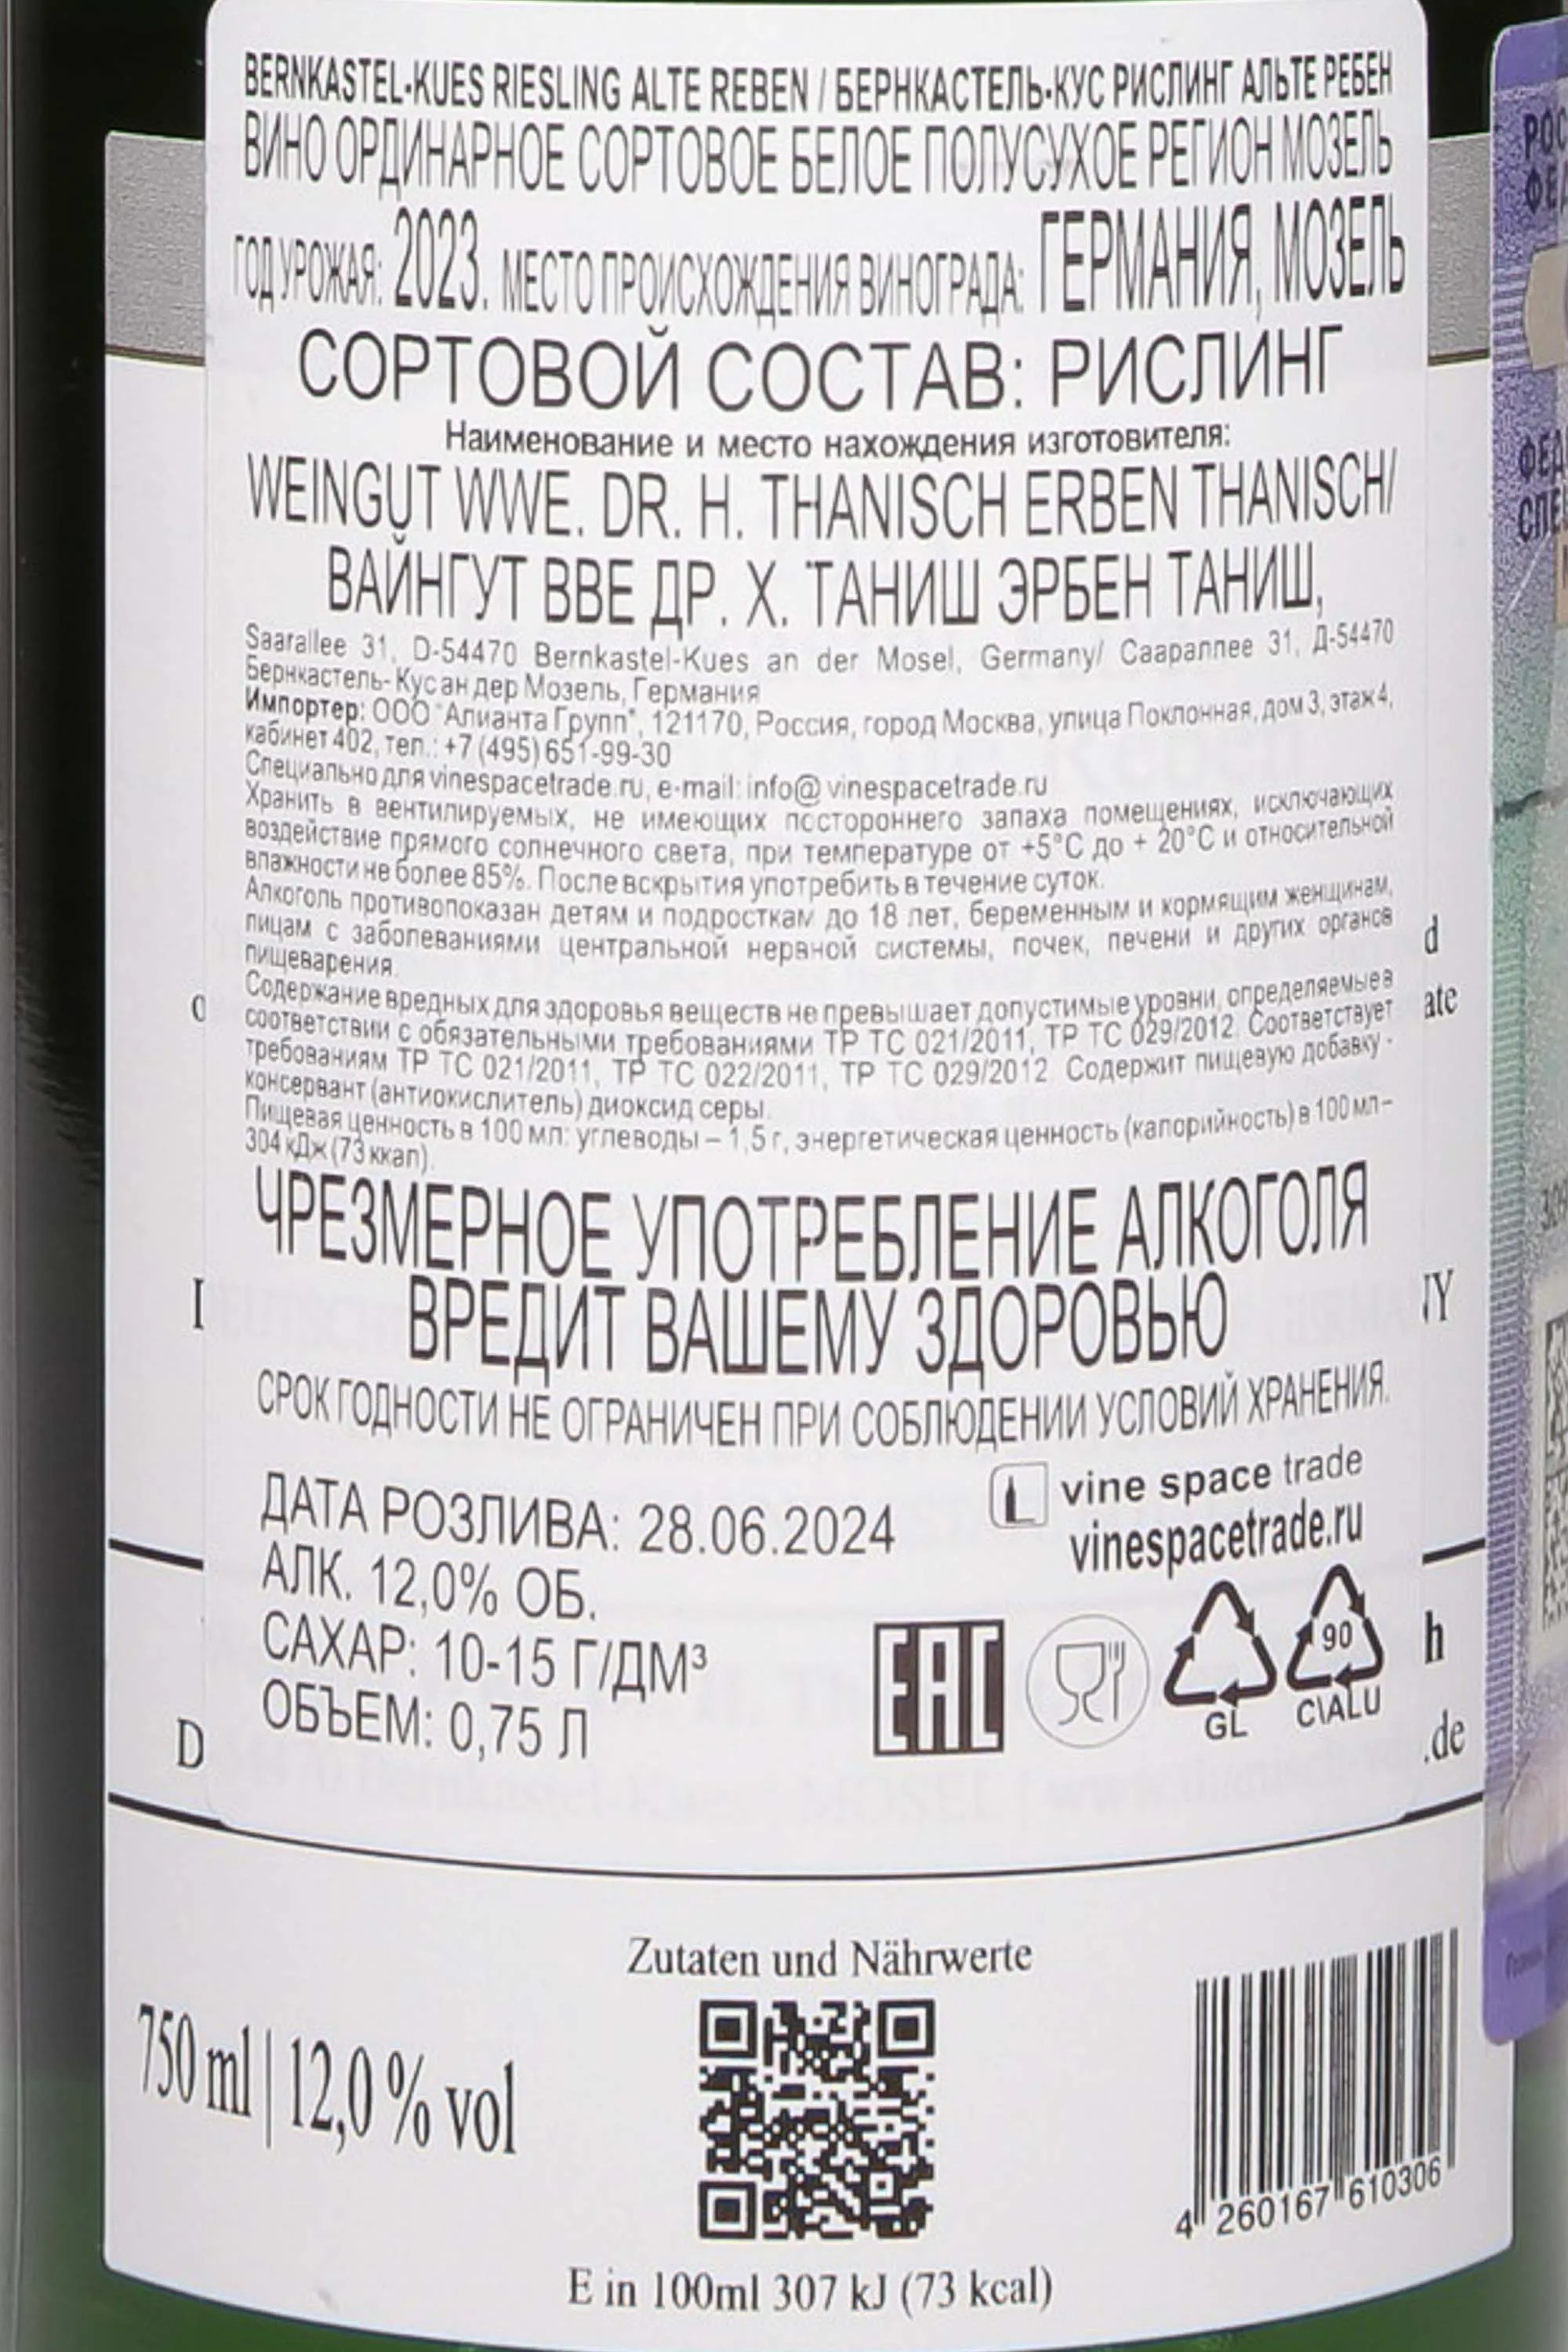 BERNKASTEL-KUES RIESLING ALTE REBEN / БЕРНКАСТЕЛЬ-КУС РИСЛИНГ АЛЬТЕ РЕБЕН
ВИНО ОРДИНАРНОЕ СОРТОВОЕ БЕЛОЕ ПОЛУСУХОЕ РЕГИОН МОЗЕЛЬ
ГОД УРОЖАЯ: 2023. МЕСТО ПРОИСХОЖДЕНИЯ ВИНОГРАДА: ГЕРМАНИЯ, МОЗЕЛЬ
СОРТОВОЙ СОСТАВ: РИСЛИНГ
Наименование и место нахождения изготовителя:
WEINGUT WWE. DR. H. THANISCH ERBEN THANISCH/
ВАЙНГУТ ВВЕ ДР. Х. ТАНИШ ЭРБЕН ТАНИШ,
Saarallee 31, D-54470 Bernkastel-Kues an der Mosel, Germany/ Сааралпее 31, Д-54470
Бернкастель-Кус ан дер Мозель, Германия
Импортер: ООО "Алианта Групп", 121170, Россия, город Москва, улица Поклонная, дом 3, этаж 4,
кабинет 402, тел.: +7 (495) 651-99-30
Специально для vinespacetrade.ru, e-mail: info@ vinespacetrade.ru
Хранить в вентилируемых, не имеющих постороннего запаха помещениях, исключающих
воздействие прямого солнечного света, при температуре от +5°С до + 20°С и относительной
влажности не более 85%. После вскрытия употребить в течение суток.
Алкоголь противопоказан детям и подросткам до 18 лет, беременным и кормящим женщинам,
лицам с заболеваниями центральной нервной системы, почек, печени и других органов
пищеварения.
Содержание вредных для здоровья веществ не превышает допустимые уровни, определяемые в
соответствии с обязательными требованиями ТР ТС 021/2011, ТР ТС 029/2012. Соответствует
требованиям ТР ТС 021/2011, ТР ТС 022/2011, ТР ТС 029/2012. Содержит пищевую добавку -
консервант (антиокислитель) диоксид серы.
Пищевая ценность в 100 мл: углеводы – 1,5 г, энергетическая ценность (калорийность) в 100 мл –
304 кДж (73 ккал).
ЧРЕЗМЕРНОЕ УПОТРЕБЛЕНИЕ АЛКОГОЛЯ
ВРЕДИТ ВАШЕМУ ЗДОРОВЬЮ
СРОК ГОДНОСТИ НЕ ОГРАНИЧЕН ПРИ СОБЛЮДЕНИИ УСЛОВИЙ ХРАНЕНИЯ.
vine space trade
vinespacetrade.ru
ДАТА РОЗЛИВА: 28.06.2024
АЛК. 12,0% ОБ.
САХАР: 10-15 Г/ДМ³
ОБЪЕМ: 0,75 Л
EAC
90
GL
C\ALU
.de
Zutaten und Nährwerte
750 ml | 12,0 % vol
4 260167 610306
E in 100ml 307 kJ (73 kcal)